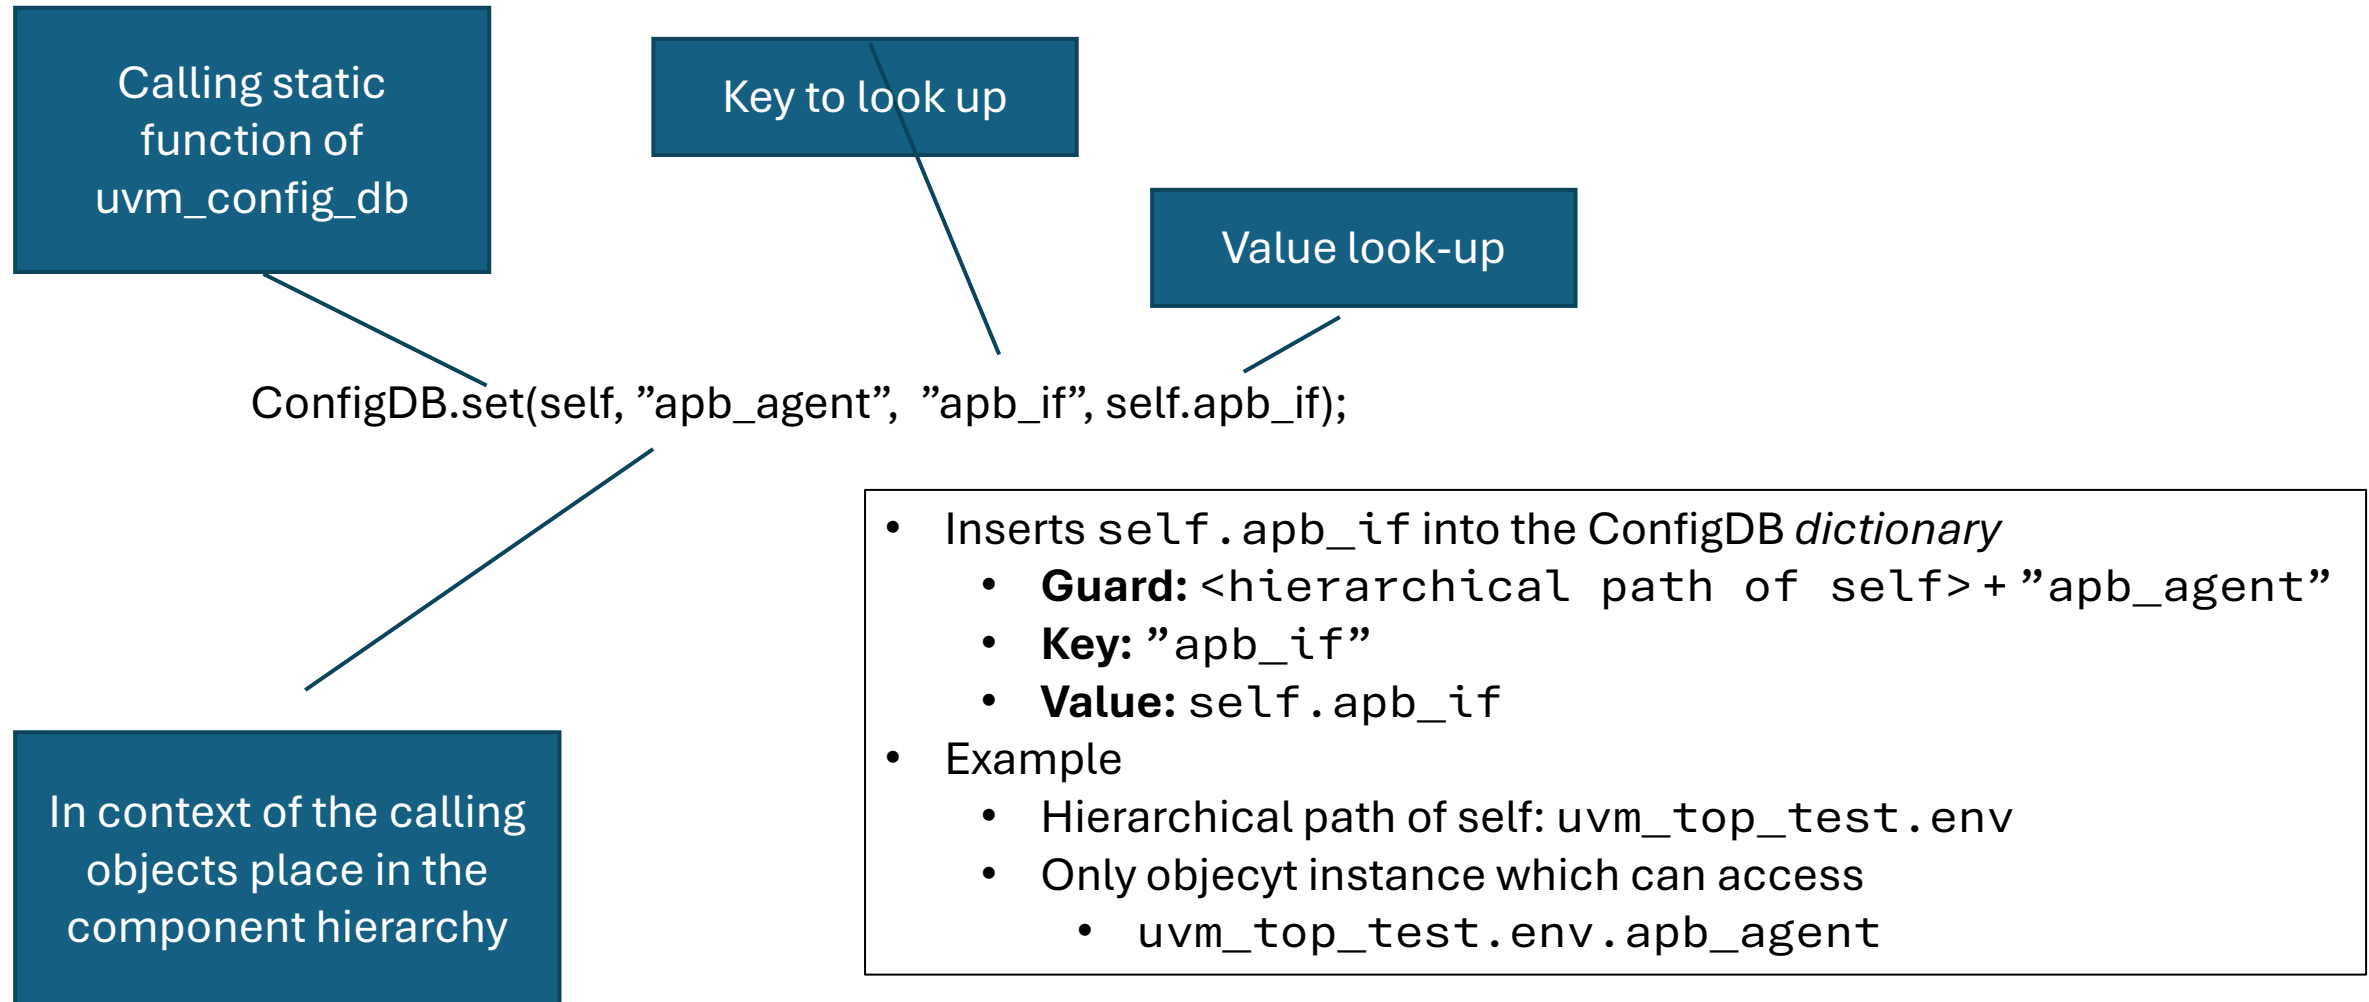 Calling static
function of
uvm_config_db
Key to look up
Value look-up
ConfigDB.set(self, ”apb_agent”, ”apb_if”, self.apb_if);
• Inserts self.apb_if into the ConfigDB dictionary
• Guard: <hierarchical path of self> + ”apb_agent”
• Key: ”apb_if”
• Value: self.apb_if
• Example
• Hierarchical path of self: uvm_top_test.env
• Only objecyt instance which can access
• uvm_top_test.env.apb_agent
In context of the calling
objects place in the
component hierarchy